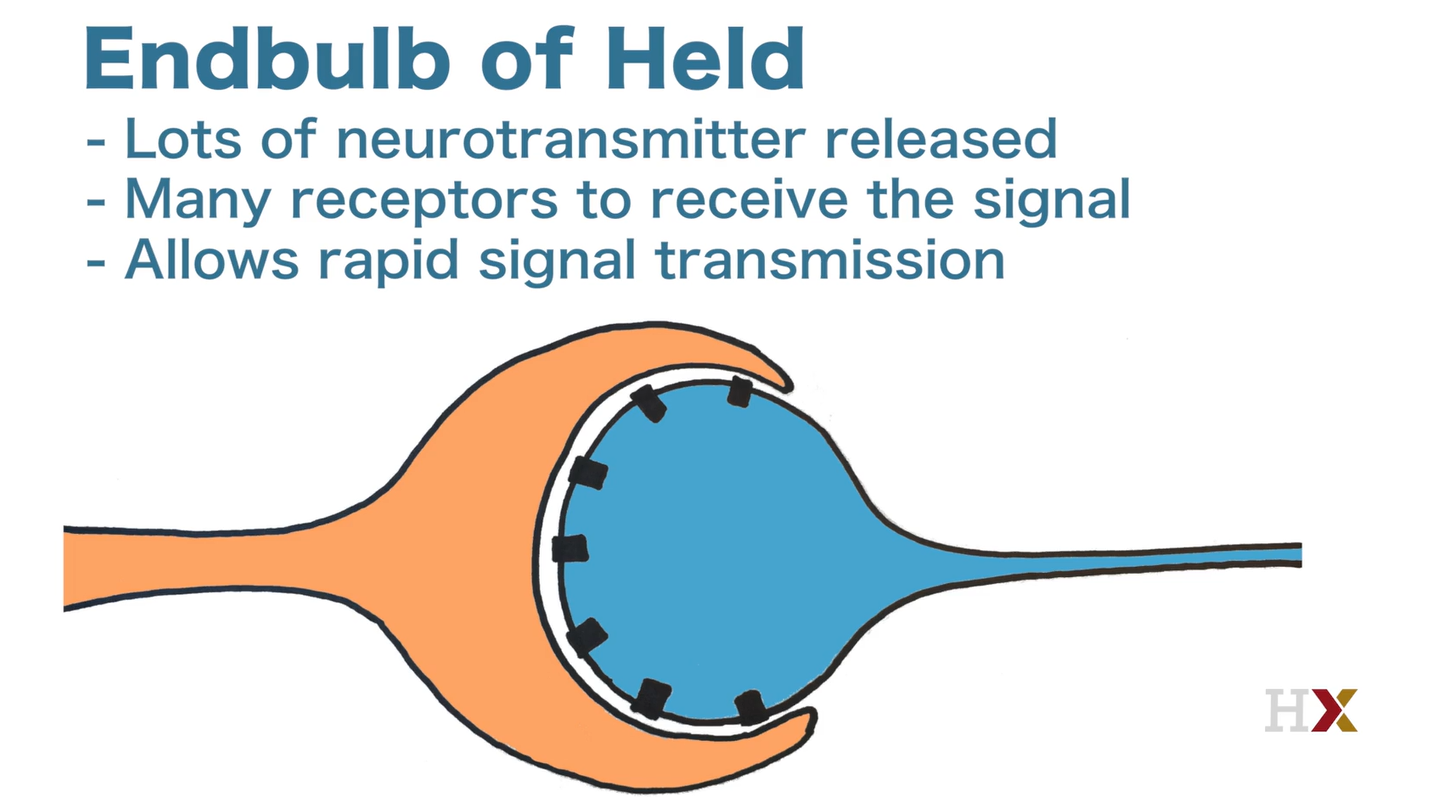 Endbulb of Held
- Lots of neurotransmitter released
- Many receptors to receive the signal
- Allows rapid signal transmission
HX